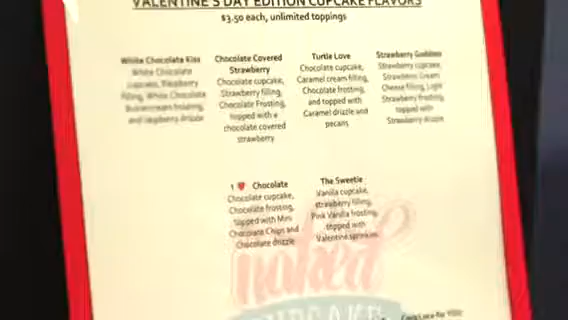 VALENTINE'S DAY EDITION CUPCAKE FLAVORS
$3.50 each, unlimited toppings
White Chocolate Kiss
White Chocolate
cupcake, Raspberry
filling, White Chocolate
Buttercream frosting,
and raspberry drizzle
Chocolate Covered
Strawberry
Chocolate cupcake,
Strawberry filling,
Chocolate Frosting,
topped with a
chocolate covered
strawberry
Turtle Love
Chocolate cupcake,
Caramel cream filling,
Chocolate frosting,
and topped with
Caramel drizzle and
pecans
Strawberry Goddess
Strawberry cupcake,
Strawberry Cream
Cheese filling, Light
Strawberry frosting,
topped with
Strawberry drizzle
I ❤ Chocolate
Chocolate cupcake,
Chocolate frosting,
topped with Mini
Chocolate Chips and
Chocolate drizzle
The Sweetie
Vanilla cupcake,
strawberry filling,
Pink Vanilla frosting,
topped with
Valentine sprinkles
naked
CUPCAKE